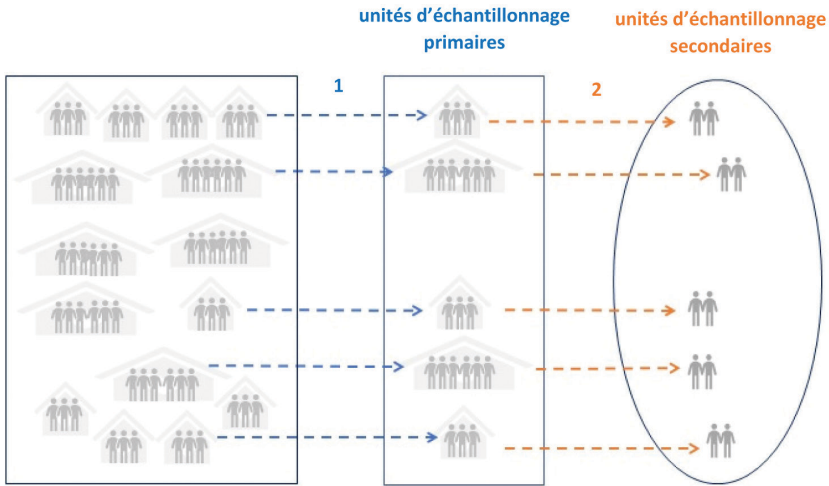 unités d’échantillonnage
primaires
unités d’échantillonnage
secondaires
1
2